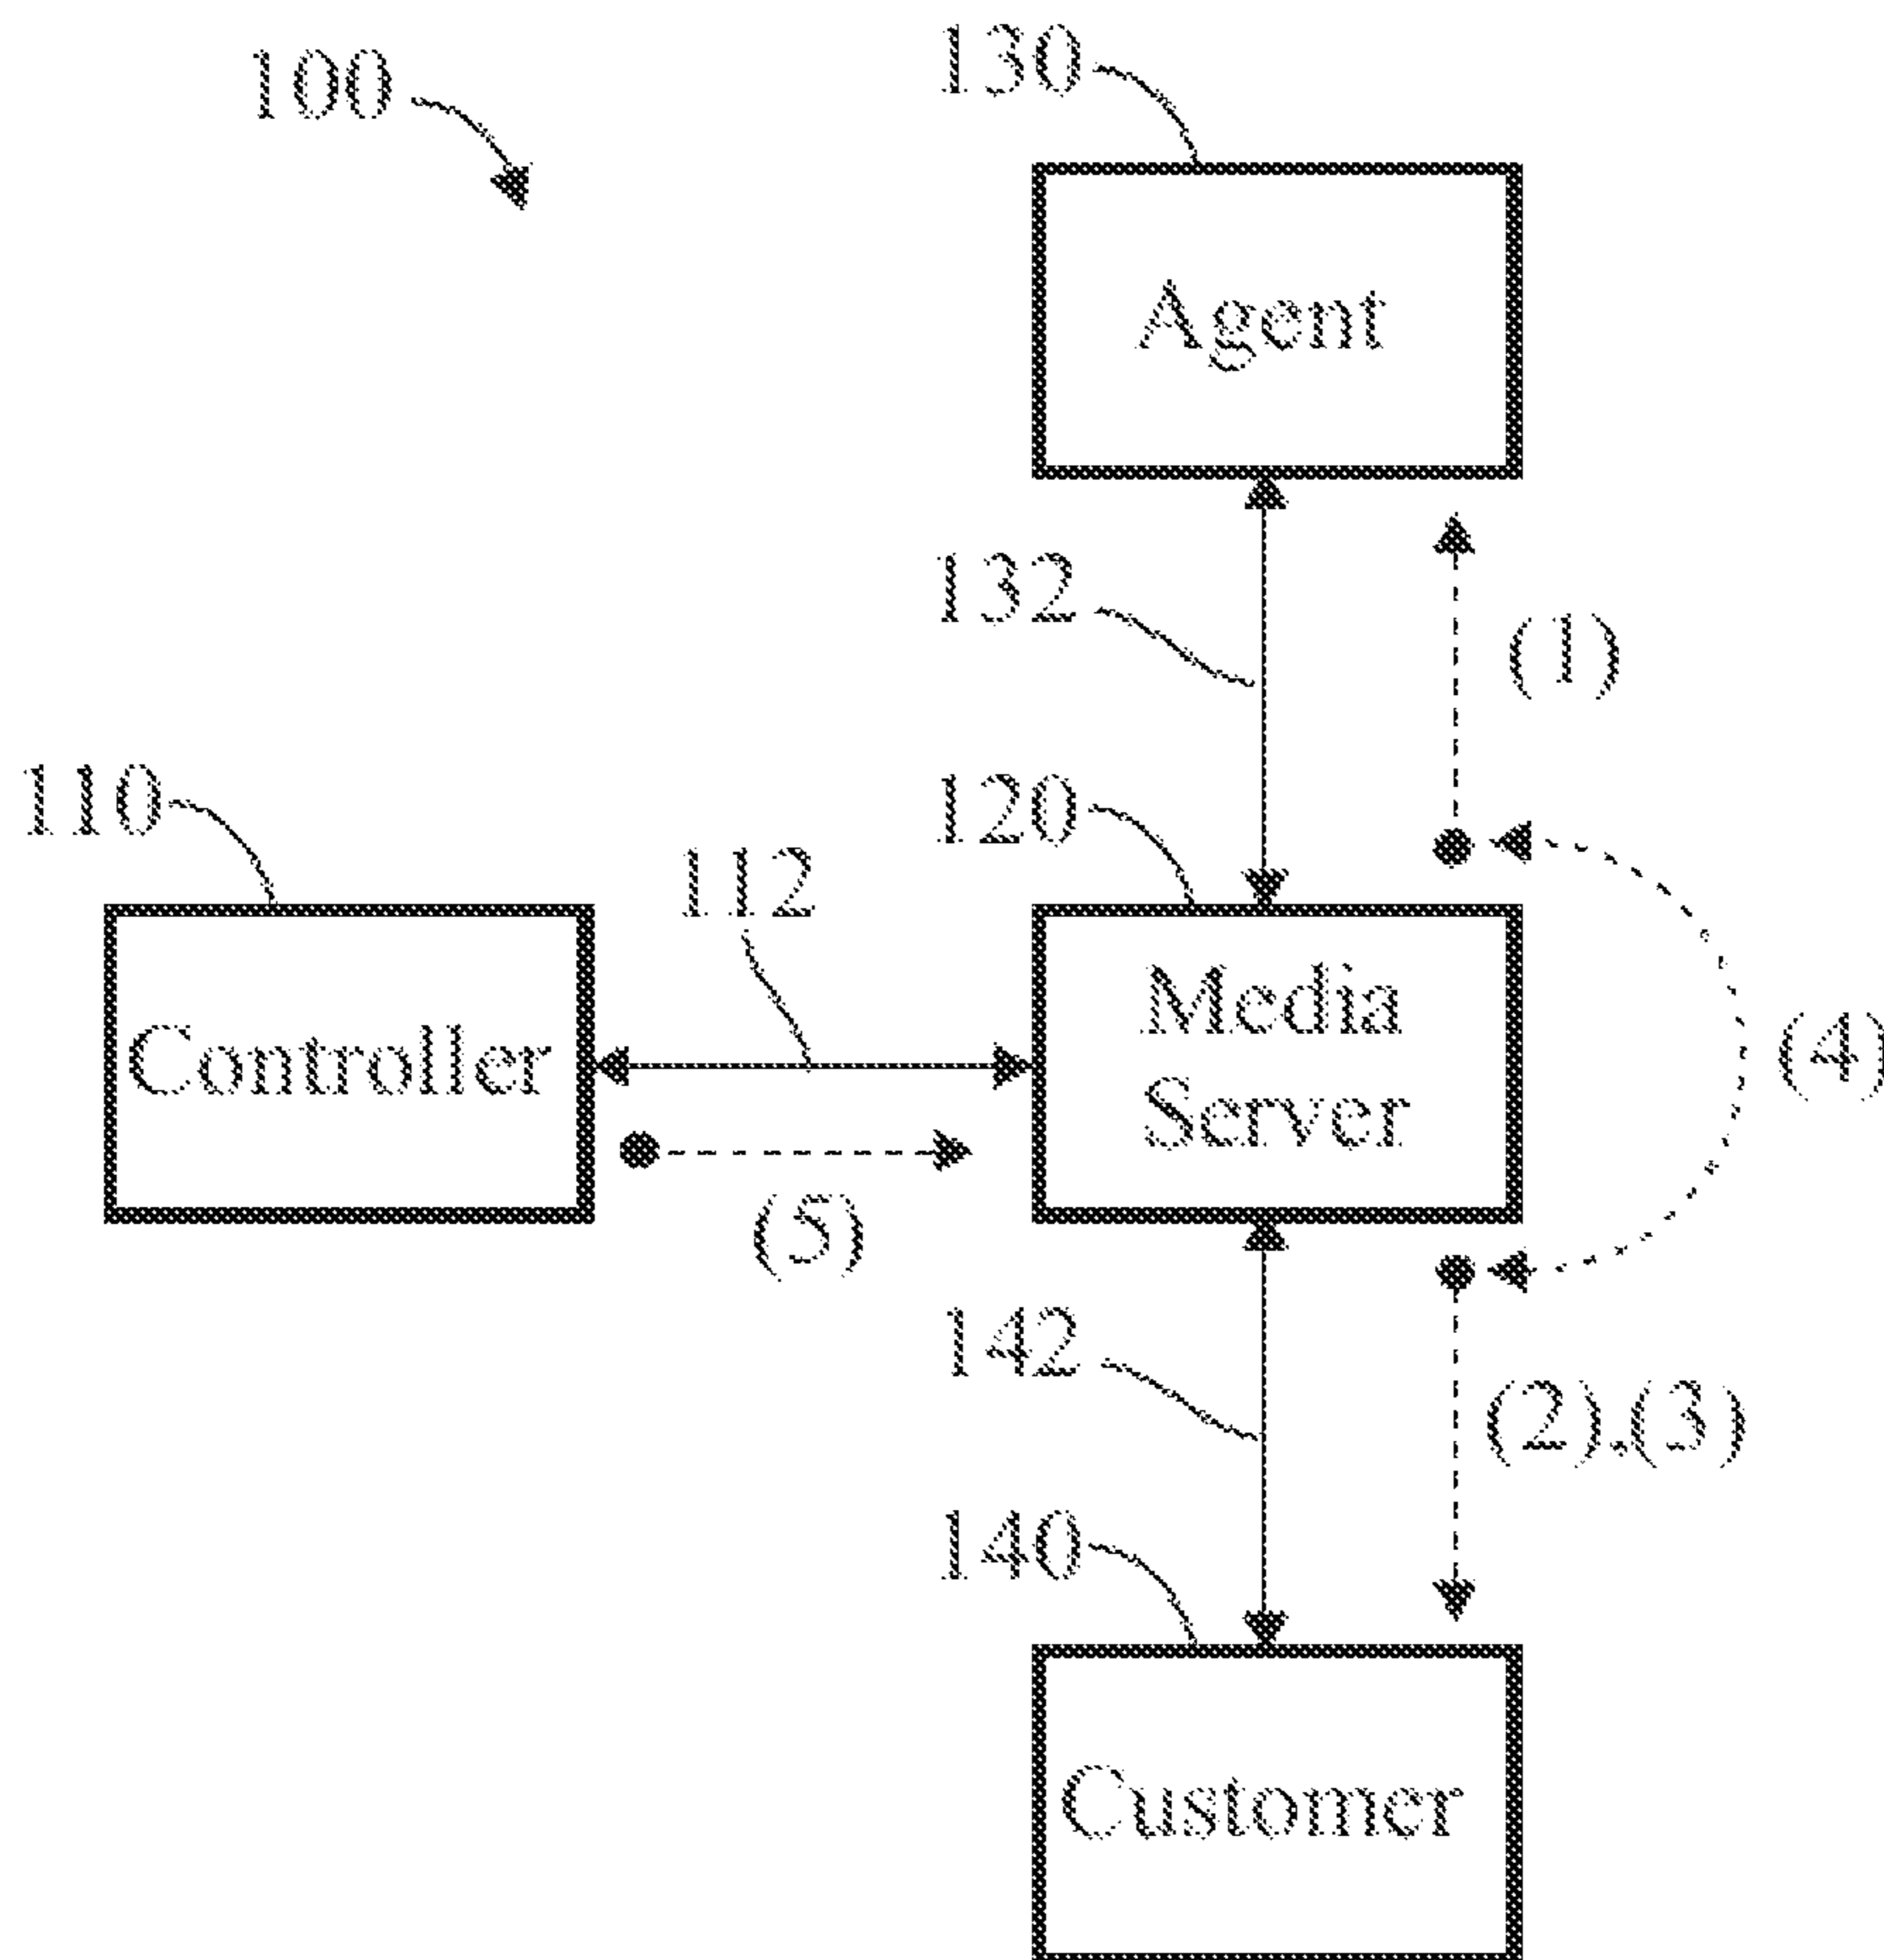 100
130
Agent
132
(1)
110
120
112
Controller
Media
Server
(4)
(5)
142
(2),(3)
140
Customer